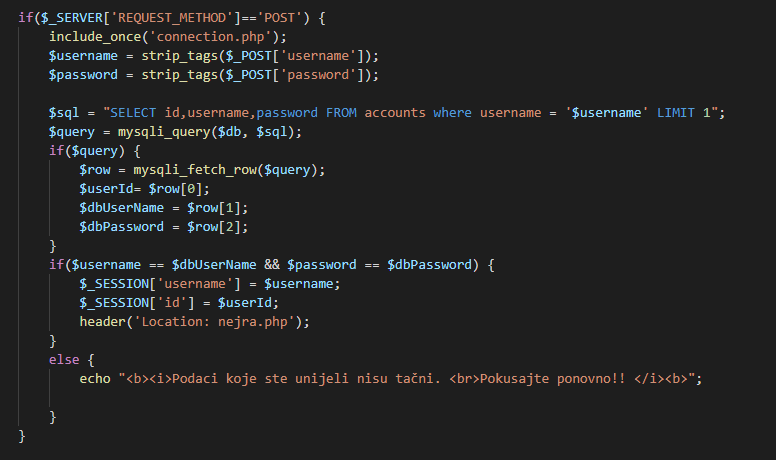 if($_SERVER['REQUEST_METHOD']=='POST') {
include_once('connection.php');
$username = strip_tags($_POST['username']);
$password = strip_tags($_POST['password']);
$sql = "SELECT id,username,password FROM accounts where username = '$username' LIMIT 1";
$query = mysqli_query($db, $sql);
if($query) {
$row = mysqli_fetch_row($query);
$userId= $row[0];
$dbUserName = $row[1];
$dbPassword = $row[2];
}
if($username == $dbUserName && $password == $dbPassword) {
$_SESSION['username'] = $username;
$_SESSION['id'] = $userId;
header('Location: nejra.php');
}
else {
echo "<b><i>Podaci koje ste unijeli nisu tačni. <br>Pokusajte ponovno!! </i><b>";
}
}